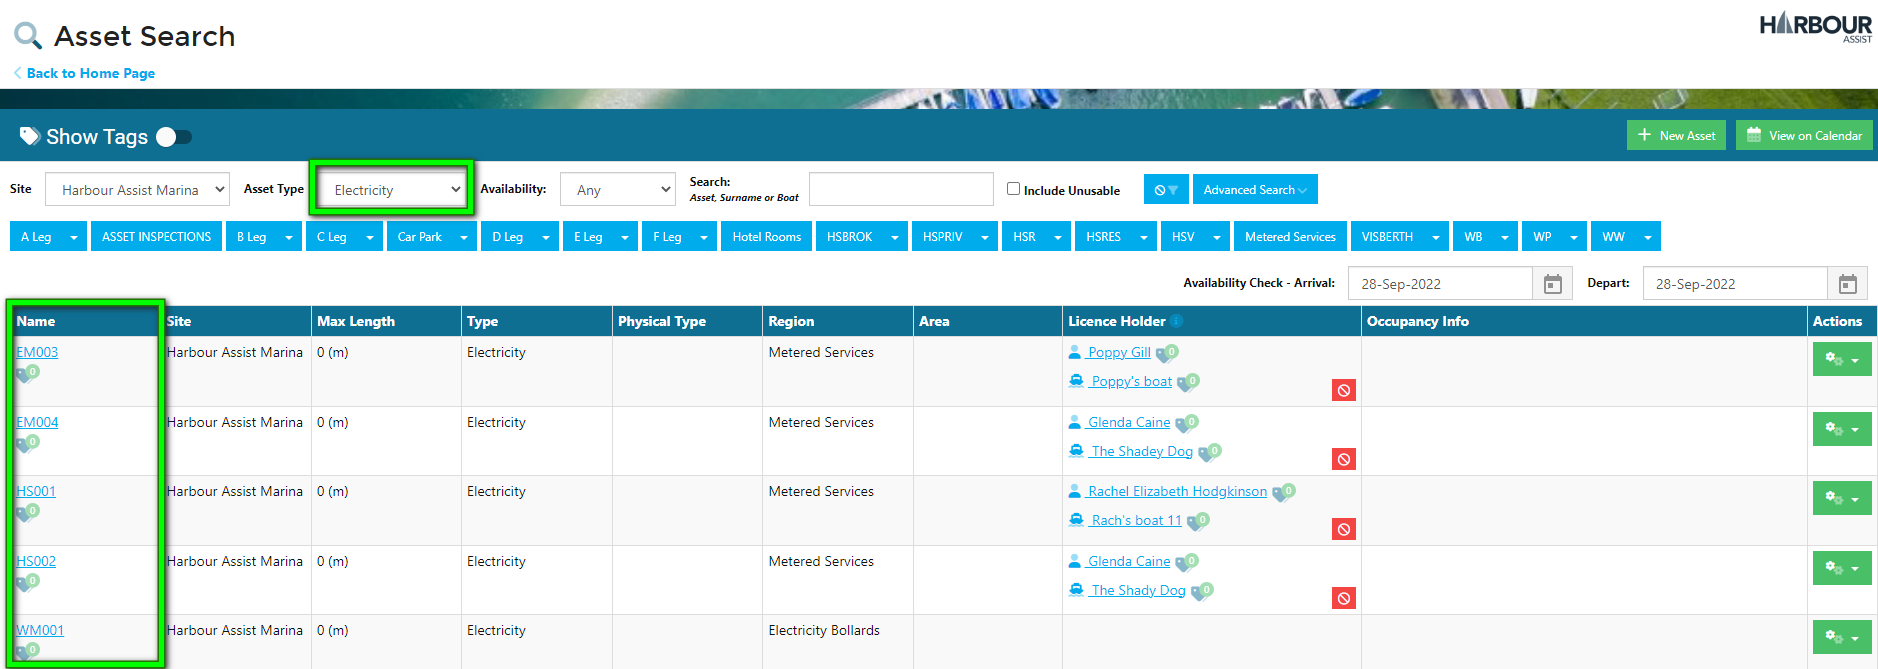 Asset Search
HARBOUR
ASSIST
Back to Home Page
Show Tags
New Asset
View on Calendar
Site
Harbour Assist Marina
Asset Type
Electricity
Availability:
Any
Search:
Asset, Surname or Boat
Include Unusable
Advanced Search
A Leg
ASSET INSPECTIONS
B Leg
C Leg
Car Park
D Leg
E Leg
F Leg
Hotel Rooms
HSBROK
HSPRIV
HSR
HSRES
HSV
Metered Services
VISBERTH
WB
WP
WW
Availability Check - Arrival:
28-Sep-2022
Depart:
28-Sep-2022
Name Site Max Length Type Physical Type Region Area Licence Holder Occupancy Info Actions
EM003 Harbour Assist Marina 0 (m) Electricity Metered Services Poppy Gill 0
0 Poppy's boat 0
EM004 Harbour Assist Marina 0 (m) Electricity Metered Services Glenda Caine 0
0 The Shadey Dog 0
HS001 Harbour Assist Marina 0 (m) Electricity Metered Services Rachel Elizabeth Hodgkinson 0
0 Rach's boat 11 0
HS002 Harbour Assist Marina 0 (m) Electricity Metered Services Glenda Caine 0
0 The Shady Dog 0
WM001 Harbour Assist Marina 0 (m) Electricity Electricity Bollards
0